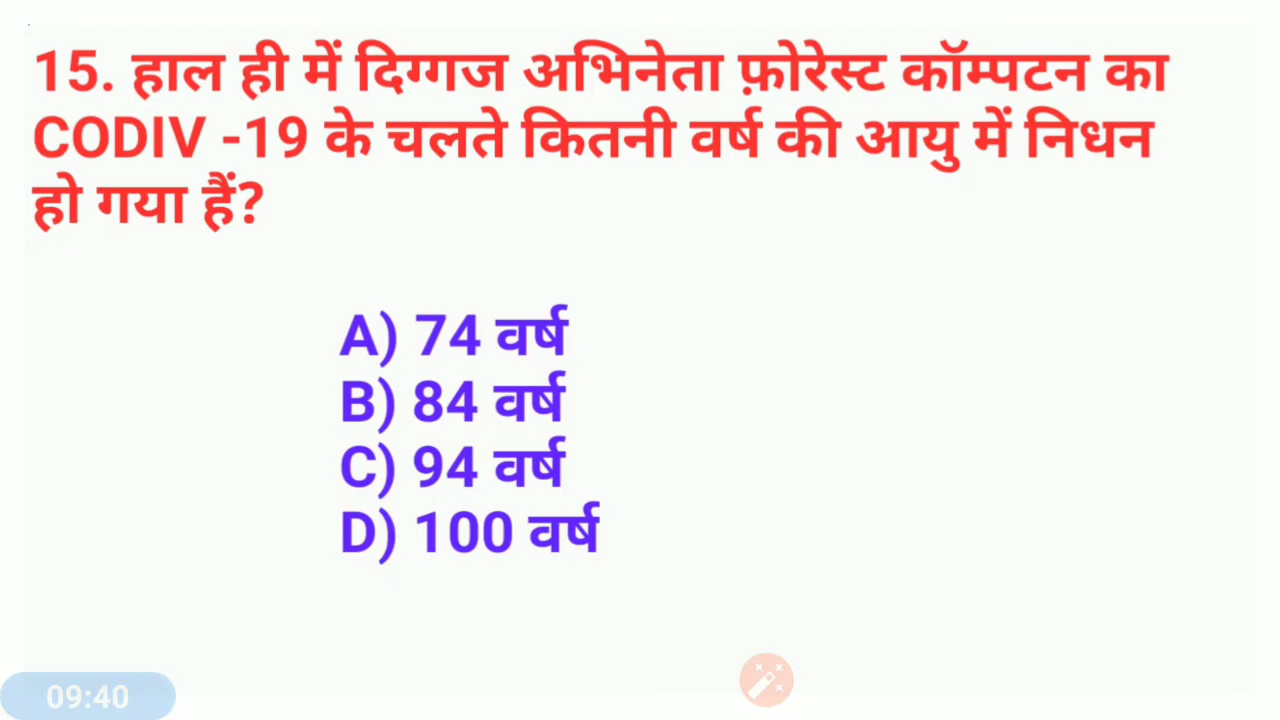 15. हाल ही में दिग्गज अभिनेता फ़ोरेस्ट कॉम्पटन का
CODIV -19 के चलते कितनी वर्ष की आयु में निधन
हो गया हैं?
A) 74 वर्ष
B) 84 वर्ष
C) 94 वर्ष
D) 100 वर्ष
09:40